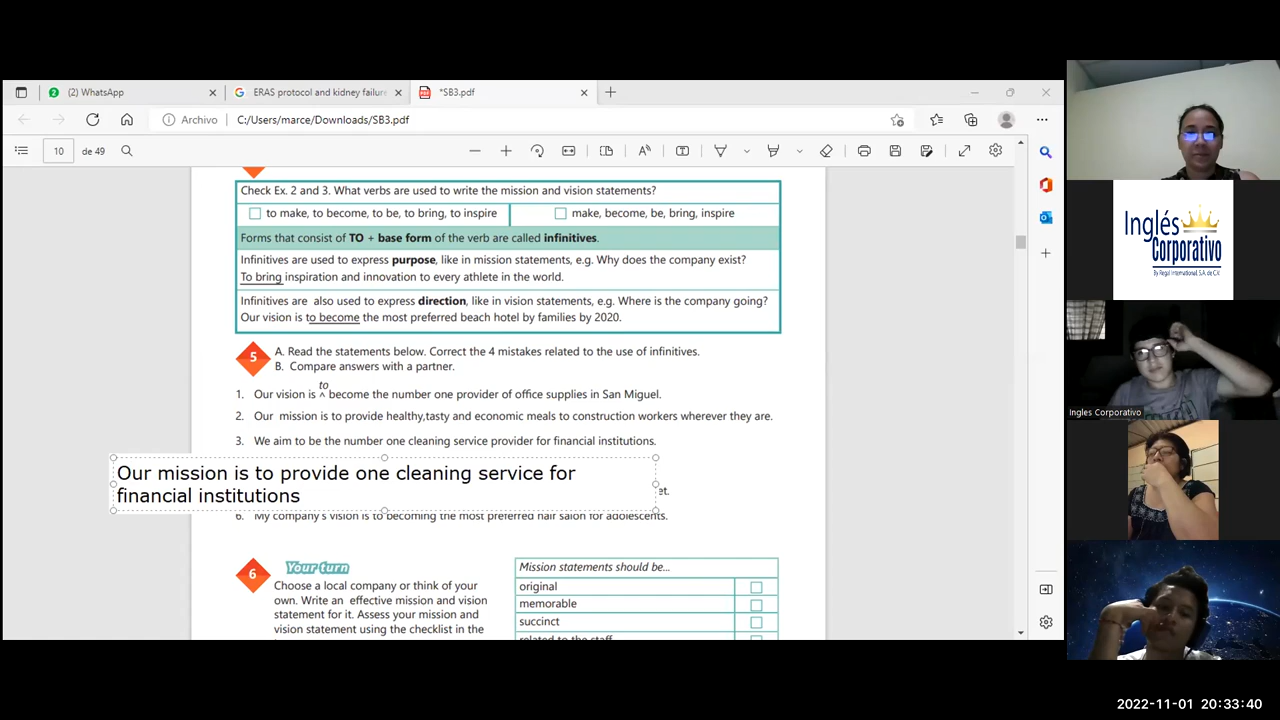 (2) WhatsApp
ERAS protocol and kidney failure
*SB3.pdf
Archivo
C:/Users/marce/Downloads/SB3.pdf
10
de 49
Check Ex. 2 and 3. What verbs are used to write the mission and vision statements?
to make, to become, to be, to bring, to inspire
make, become, be, bring, inspire
Forms that consist of TO + base form of the verb are called infinitives.
Infinitives are used to express purpose, like in mission statements, e.g. Why does the company exist?
To bring inspiration and innovation to every athlete in the world.
Infinitives are also used to express direction, like in vision statements, e.g. Where is the company going?
Our vision is to become the most preferred beach hotel by families by 2020.
5
A. Read the statements below. Correct the 4 mistakes related to the use of infinitives.
B. Compare answers with a partner.
to
1. Our vision is ^ become the number one provider of office supplies in San Miguel.
2. Our mission is to provide healthy,tasty and economic meals to construction workers wherever they are.
3. We aim to be the number one cleaning service provider for financial institutions.
Our mission is to provide one cleaning service for
financial institutions
et.
6. My company's vision is to becoming the most preferred hair salon for adolescents.
6
Your turn
Choose a local company or think of your
own. Write an effective mission and vision
statement for it. Assess your mission and
vision statement using the checklist in the
Mission statements should be...
original
memorable
succinct
related to the staff
Inglés
Corporativo
By Regal International, S.A. de C.V.
Ingles Corporativo
2022-11-01 20:33:40